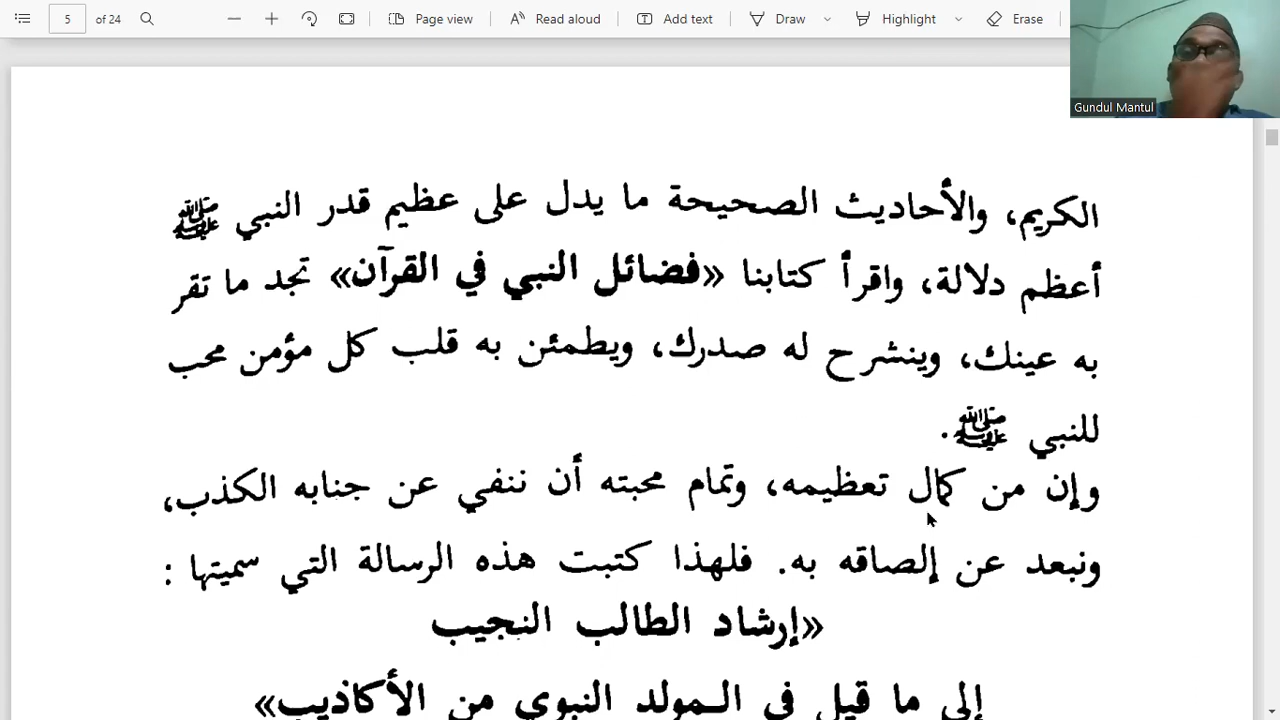 5 of 24 Page view Read aloud Add text Draw Highlight Erase
Gundul Mantul
الكريم، والأحاديث الصحيحة ما يدل على عظيم قدر النبي ﷺ
أعظم دلالة، واقرأ كتابنا «فضائل النبي في القرآن» تجد ما تقر
به عينك، وينشرح له صدرك، ويطمئن به قلب كل مؤمن محب
للنبي ﷺ.
وإن من كمال تعظيمه، وتمام محبته أن ننفي عن جنابه الكذب،
ونبعد عن إلصاقه به. فلهذا كتبت هذه الرسالة التي سميتها :
«إرشاد الطالب النجيب
إلى ما قيل في المولد النبوي من الأكاذيب»